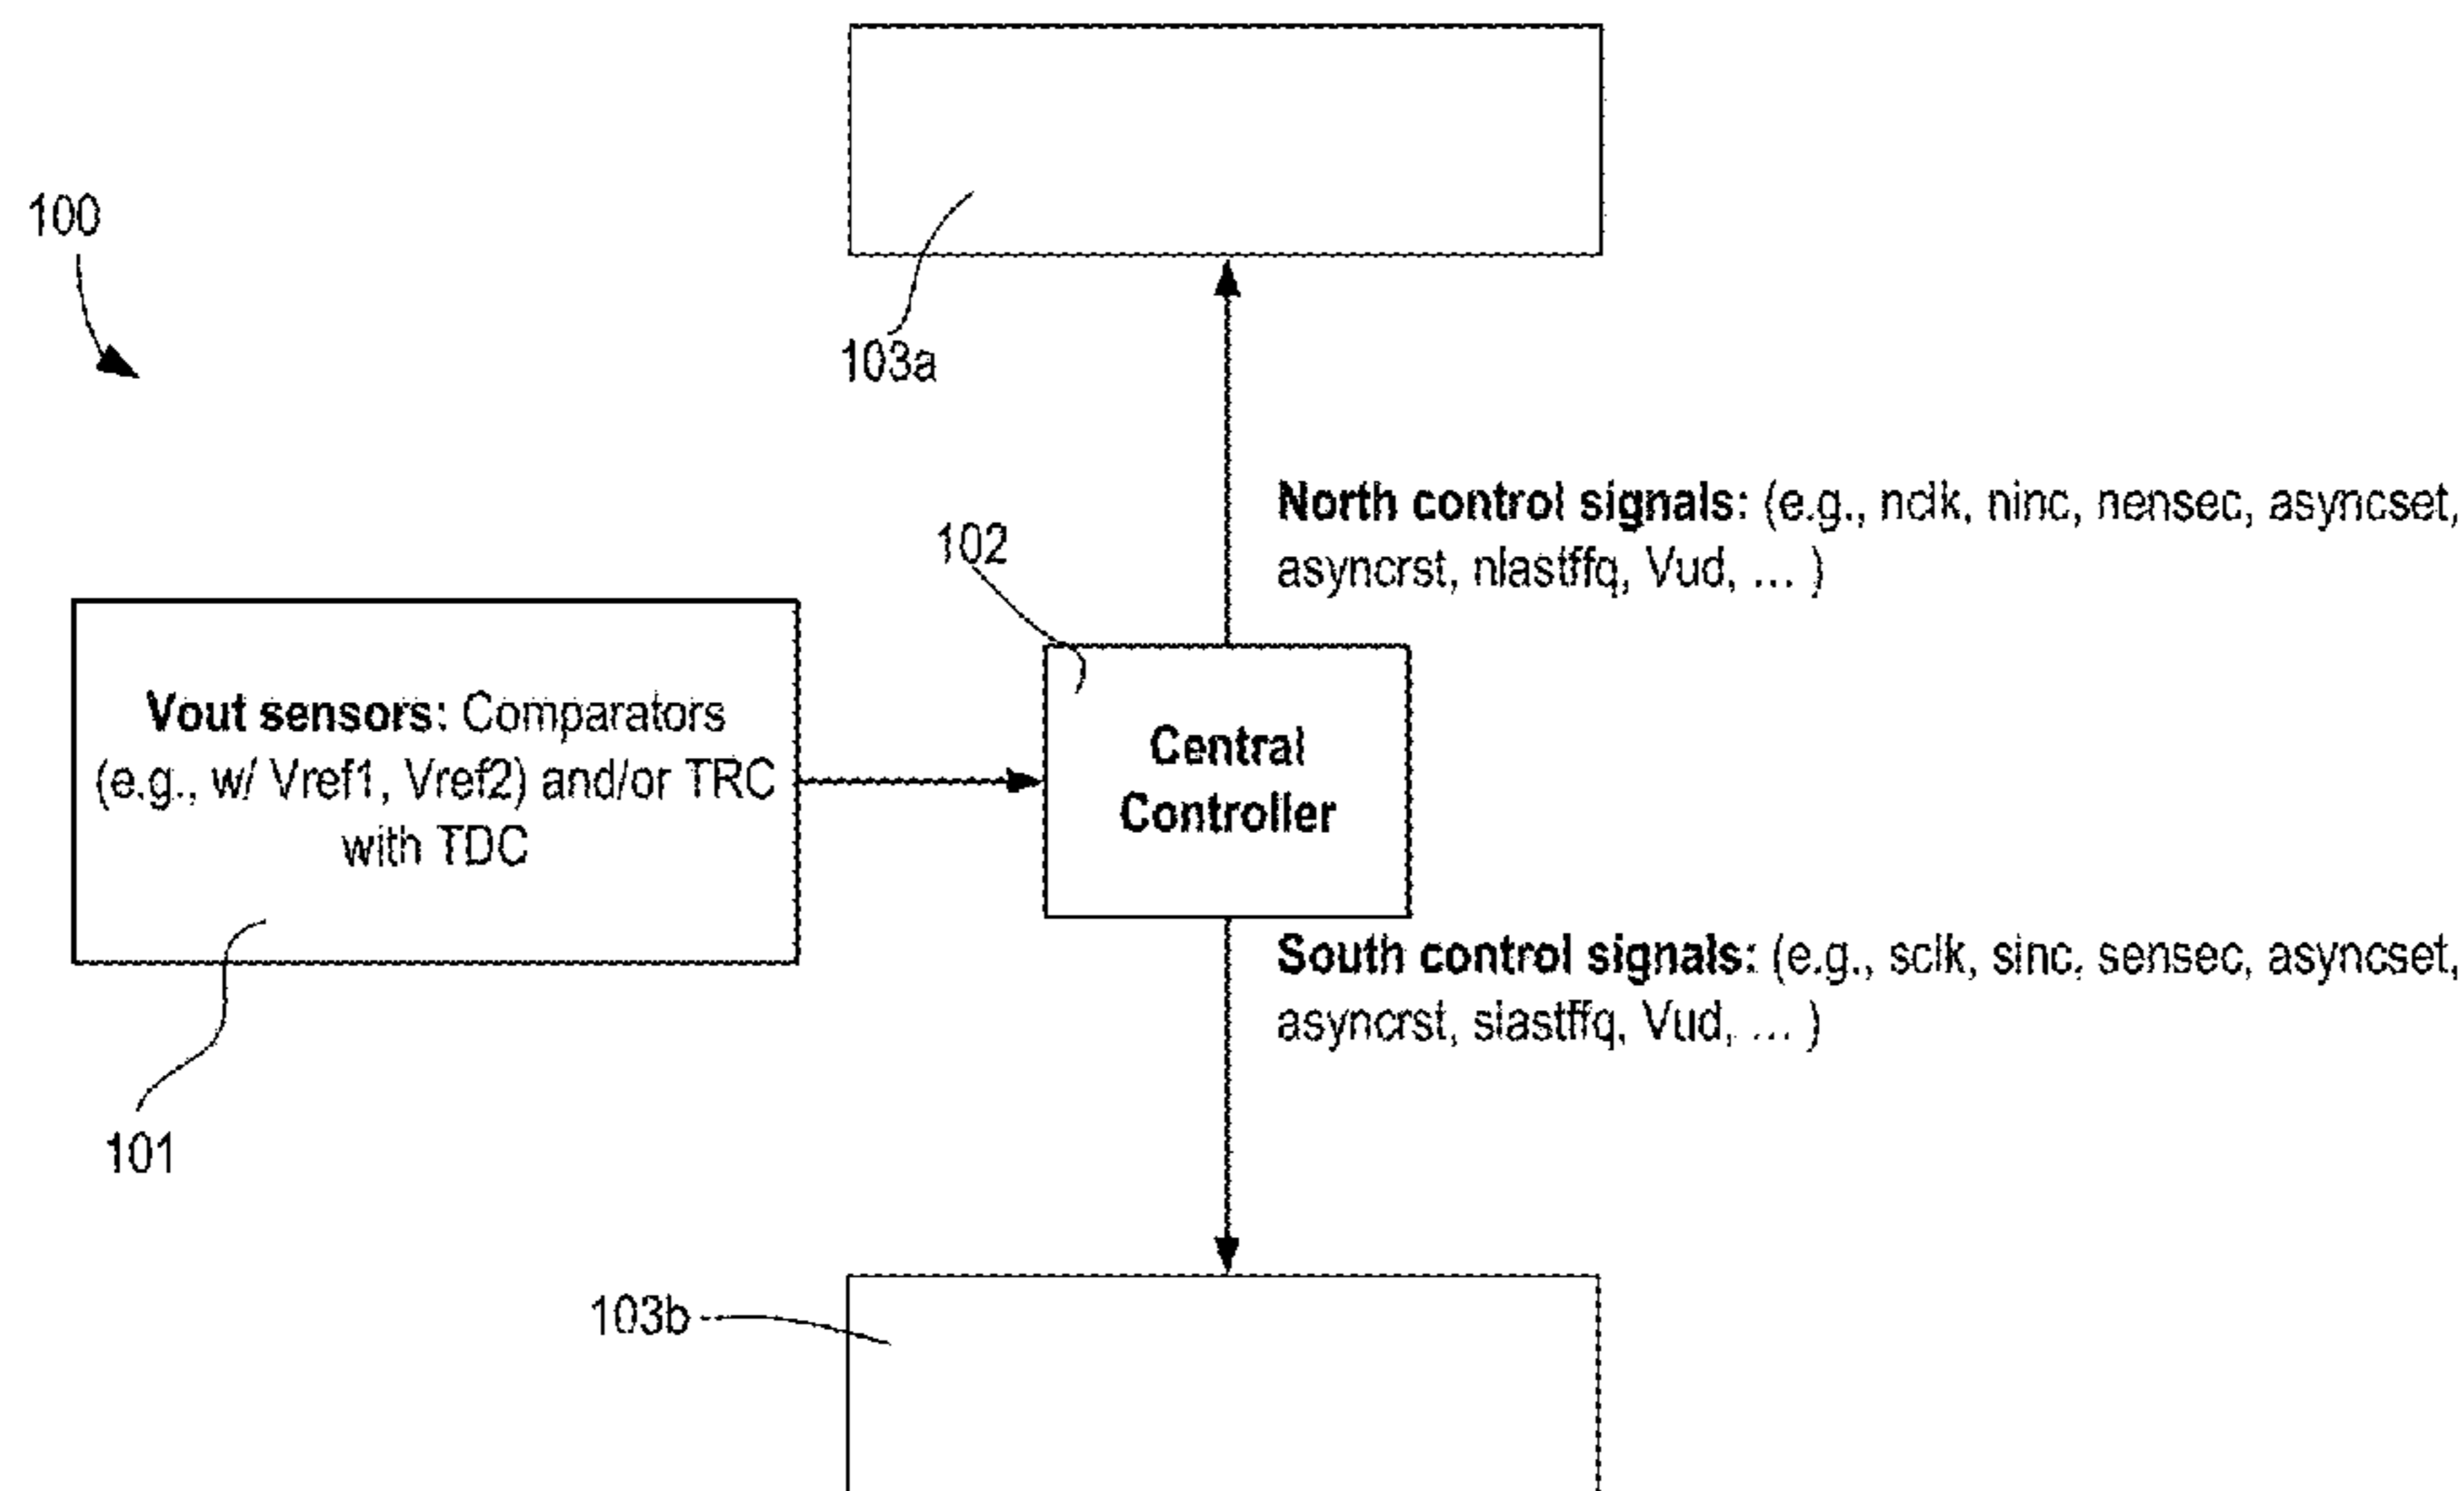 100
103a
North control signals: (e.g., nclk, ninc, nensec, asyncset,
asyncrst, nlastffq, Vud, ... )
102
Vout sensors: Comparators
(e.g., w/ Vref1, Vref2) and/or TRC
with TDC
Central
Controller
South control signals: (e.g., sclk, sinc, sensec, asyncset,
asyncrst, slastffq, Vud, ... )
101
103b